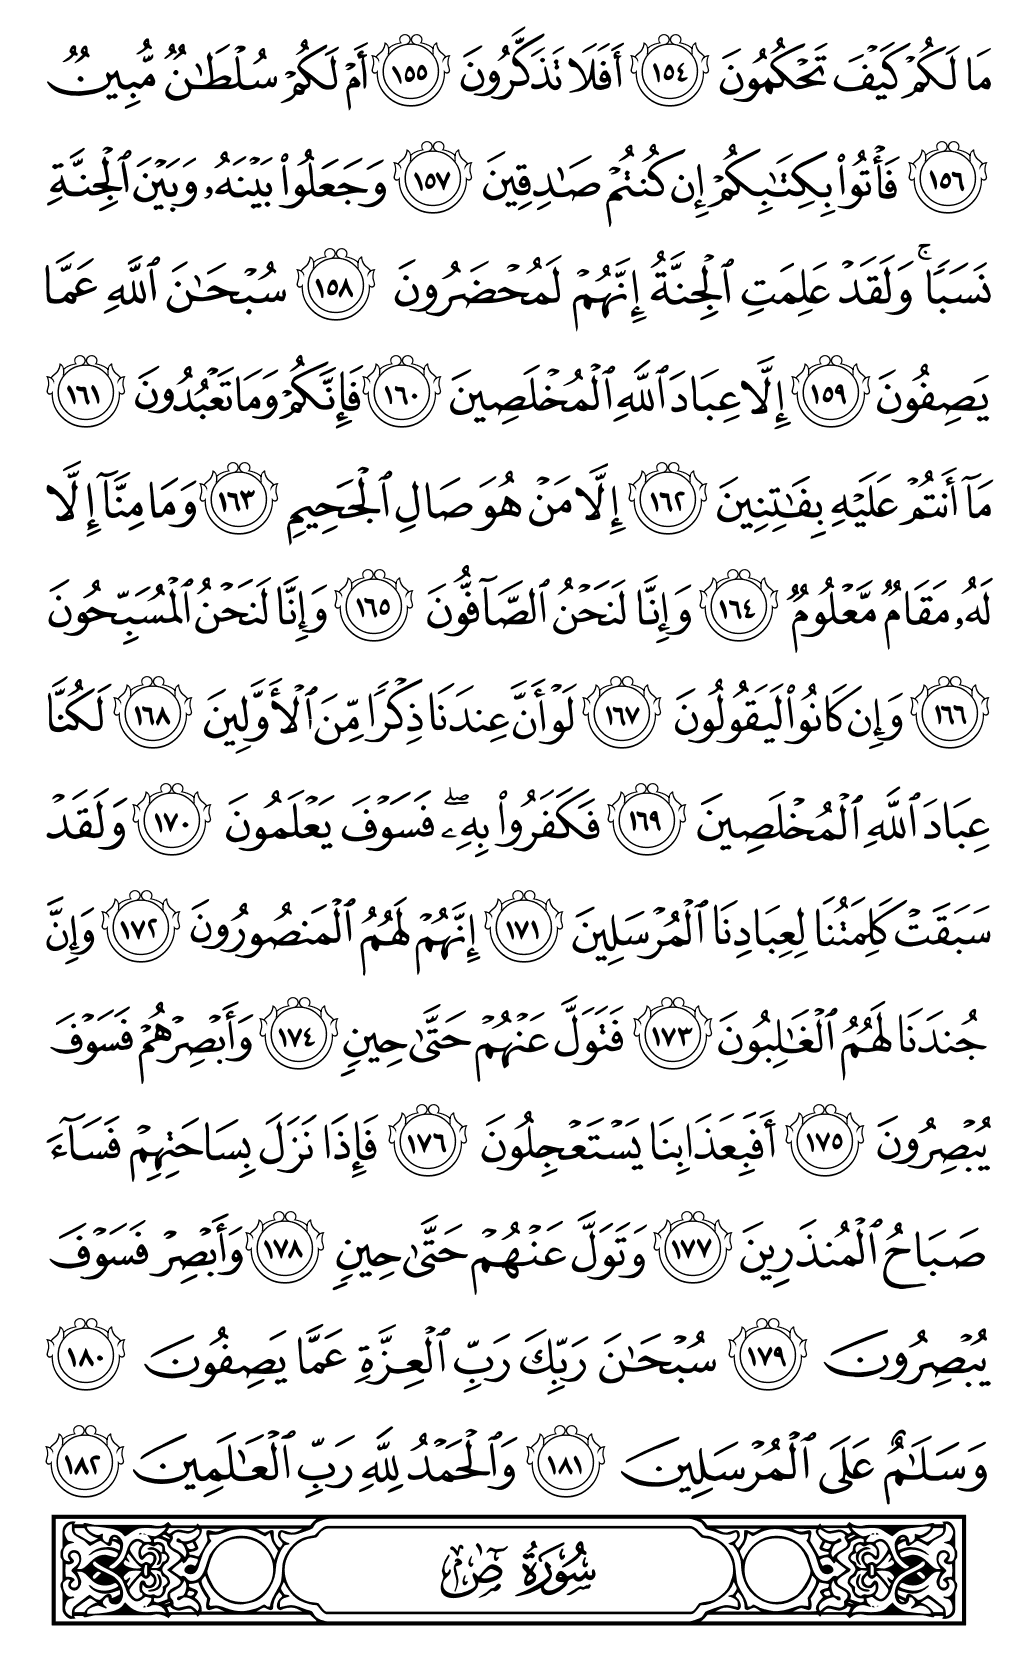 مَا لَكُمۡ كَيۡفَ تَحۡكُمُونَ ١٥٤ أَفَلَا تَذَكَّرُونَ ١٥٥ أَمۡ لَكُمۡ سُلۡطَٰنٞ مُّبِينٞ
١٥٦ فَأۡتُواْ بِكِتَٰبِكُمۡ إِن كُنتُمۡ صَٰدِقِينَ ١٥٧ وَجَعَلُواْ بَيۡنَهُۥ وَبَيۡنَ ٱلۡجِنَّةِ
نَسَبٗاۚ وَلَقَدۡ عَلِمَتِ ٱلۡجِنَّةُ إِنَّهُمۡ لَمُحۡضَرُونَ ١٥٨ سُبۡحَٰنَ ٱللَّهِ عَمَّا
يَصِفُونَ ١٥٩ إِلَّا عِبَادَ ٱللَّهِ ٱلۡمُخۡلَصِينَ ١٦٠ فَإِنَّكُمۡ وَمَا تَعۡبُدُونَ ١٦١
مَآ أَنتُمۡ عَلَيۡهِ بِفَٰتِنِينَ ١٦٢ إِلَّا مَنۡ هُوَ صَالِ ٱلۡجَحِيمِ ١٦٣ وَمَا مِنَّآ إِلَّا
لَهُۥ مَقَامٞ مَّعۡلُومٞ ١٦٤ وَإِنَّا لَنَحۡنُ ٱلصَّآفُّونَ ١٦٥ وَإِنَّا لَنَحۡنُ ٱلۡمُسَبِّحُونَ
١٦٦ وَإِن كَانُواْ لَيَقُولُونَ ١٦٧ لَوۡ أَنَّ عِندَنَا ذِكۡرٗا مِّنَ ٱلۡأَوَّلِينَ ١٦٨ لَكُنَّا
عِبَادَ ٱللَّهِ ٱلۡمُخۡلَصِينَ ١٦٩ فَكَفَرُواْ بِهِۦۖ فَسَوۡفَ يَعۡلَمُونَ ١٧٠ وَلَقَدۡ
سَبَقَتۡ كَلِمَتُنَا لِعِبَادِنَا ٱلۡمُرۡسَلِينَ ١٧١ إِنَّهُمۡ لَهُمُ ٱلۡمَنصُورُونَ ١٧٢ وَإِنَّ
جُندَنَا لَهُمُ ٱلۡغَٰلِبُونَ ١٧٣ فَتَوَلَّ عَنۡهُمۡ حَتَّىٰ حِينٖ ١٧٤ وَأَبۡصِرۡهُمۡ فَسَوۡفَ
يُبۡصِرُونَ ١٧٥ أَفَبِعَذَابِنَا يَسۡتَعۡجِلُونَ ١٧٦ فَإِذَا نَزَلَ بِسَاحَتِهِمۡ فَسَآءَ
صَبَاحُ ٱلۡمُنذَرِينَ ١٧٧ وَتَوَلَّ عَنۡهُمۡ حَتَّىٰ حِينٖ ١٧٨ وَأَبۡصِرۡ فَسَوۡفَ
يُبۡصِرُونَ ١٧٩ سُبۡحَٰنَ رَبِّكَ رَبِّ ٱلۡعِزَّةِ عَمَّا يَصِفُونَ ١٨٠
وَسَلَٰمٌ عَلَى ٱلۡمُرۡسَلِينَ ١٨١ وَٱلۡحَمۡدُ لِلَّهِ رَبِّ ٱلۡعَٰلَمِينَ ١٨٢
سُورَةُ صٓ